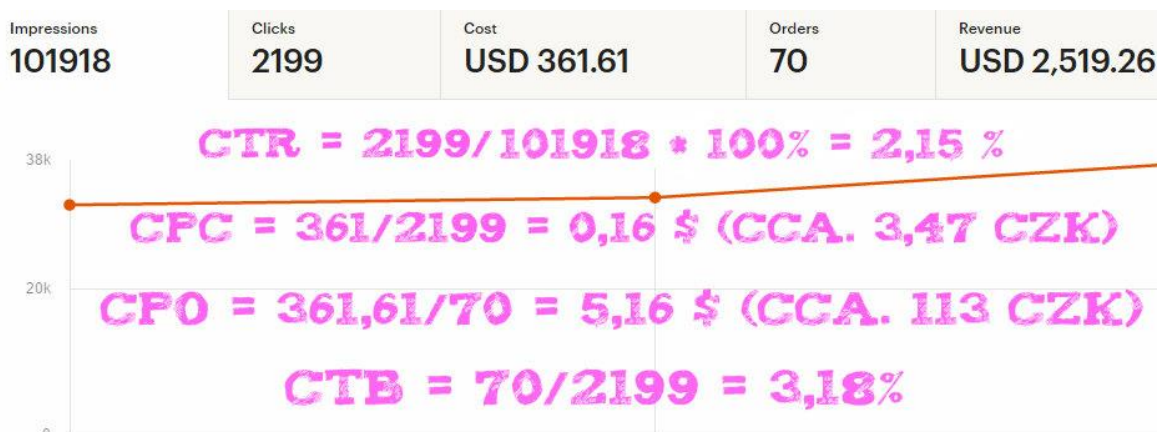 Impressions Clicks Cost Orders Revenue
101918 2199 USD 361.61 70 USD 2,519.26
CTR = 2199/101918 * 100% = 2,15 %
38k
CPC = 361/2199 = 0,16 $ (CCA. 3,47 CZK)
20k
CPO = 361,61/70 = 5,16 $ (CCA. 113 CZK)
CTB = 70/2199 = 3,18%